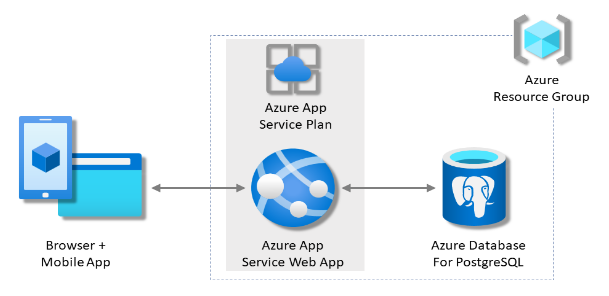 Azure
Resource Group
Azure App
Service Plan
Browser +
Mobile App
Azure App
Service Web App
Azure Database
For PostgreSQL